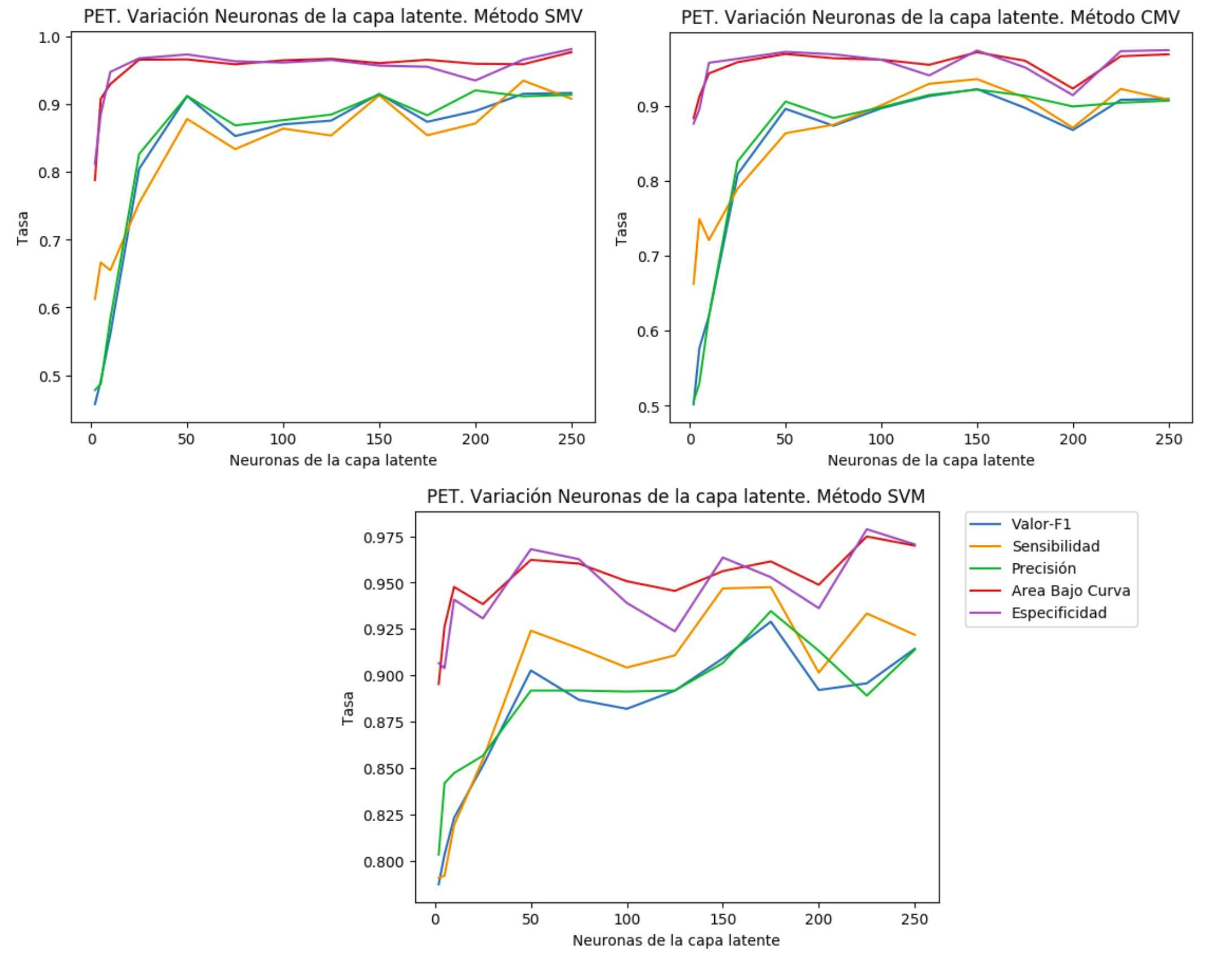 PET. Variación Neuronas de la capa latente. Método SMV
1.0
0.9
0.8
0.7
0.6
0.5
Tasa
0 50 100 150 200 250
Neuronas de la capa latente
PET. Variación Neuronas de la capa latente. Método CMV
0.9
0.8
0.7
0.6
0.5
Tasa
0 50 100 150 200 250
Neuronas de la capa latente
PET. Variación Neuronas de la capa latente. Método SVM
0.975
0.950
0.925
0.900
0.875
0.850
0.825
0.800
Tasa
0 50 100 150 200 250
Neuronas de la capa latente
Valor-F1
Sensibilidad
Precisión
Area Bajo Curva
Especificidad